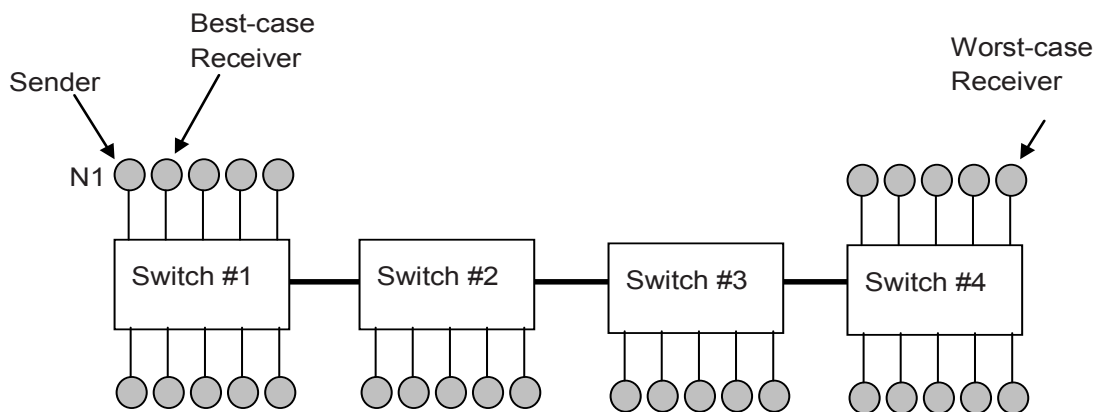 Best-case
Receiver
Worst-case
Receiver
Sender
N1
Switch #1
Switch #2
Switch #3
Switch #4